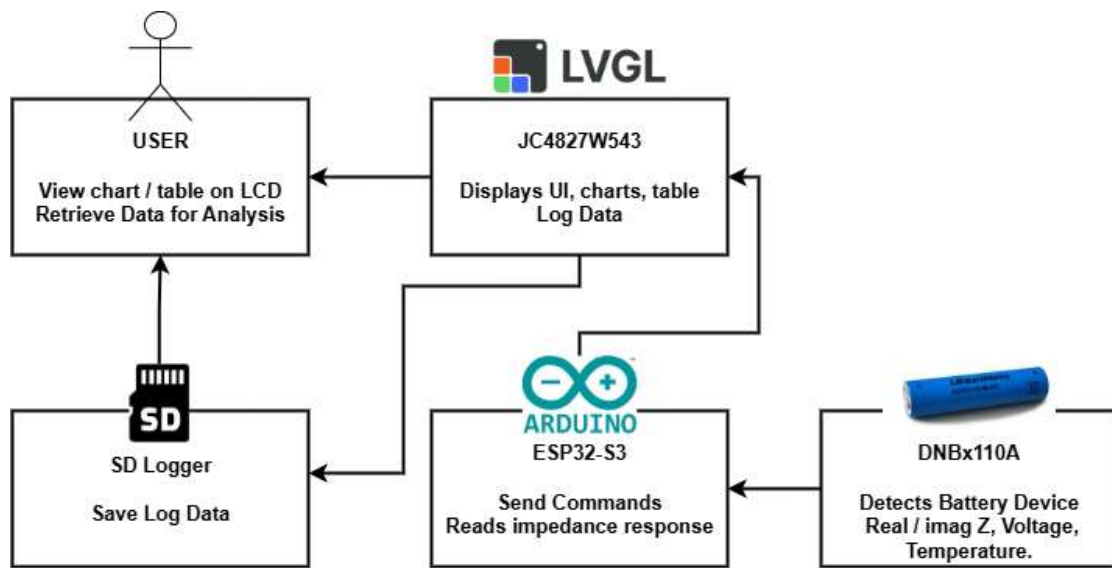 LVGL
USER
View chart / table on LCD
Retrieve Data for Analysis
JC4827W543
Displays UI, charts, table
Log Data
SD
SD Logger
Save Log Data
ARDUINO
ESP32-S3
Send Commands
Reads impedance response
DNBx110A
Detects Battery Device
Real / imag Z, Voltage,
Temperature.